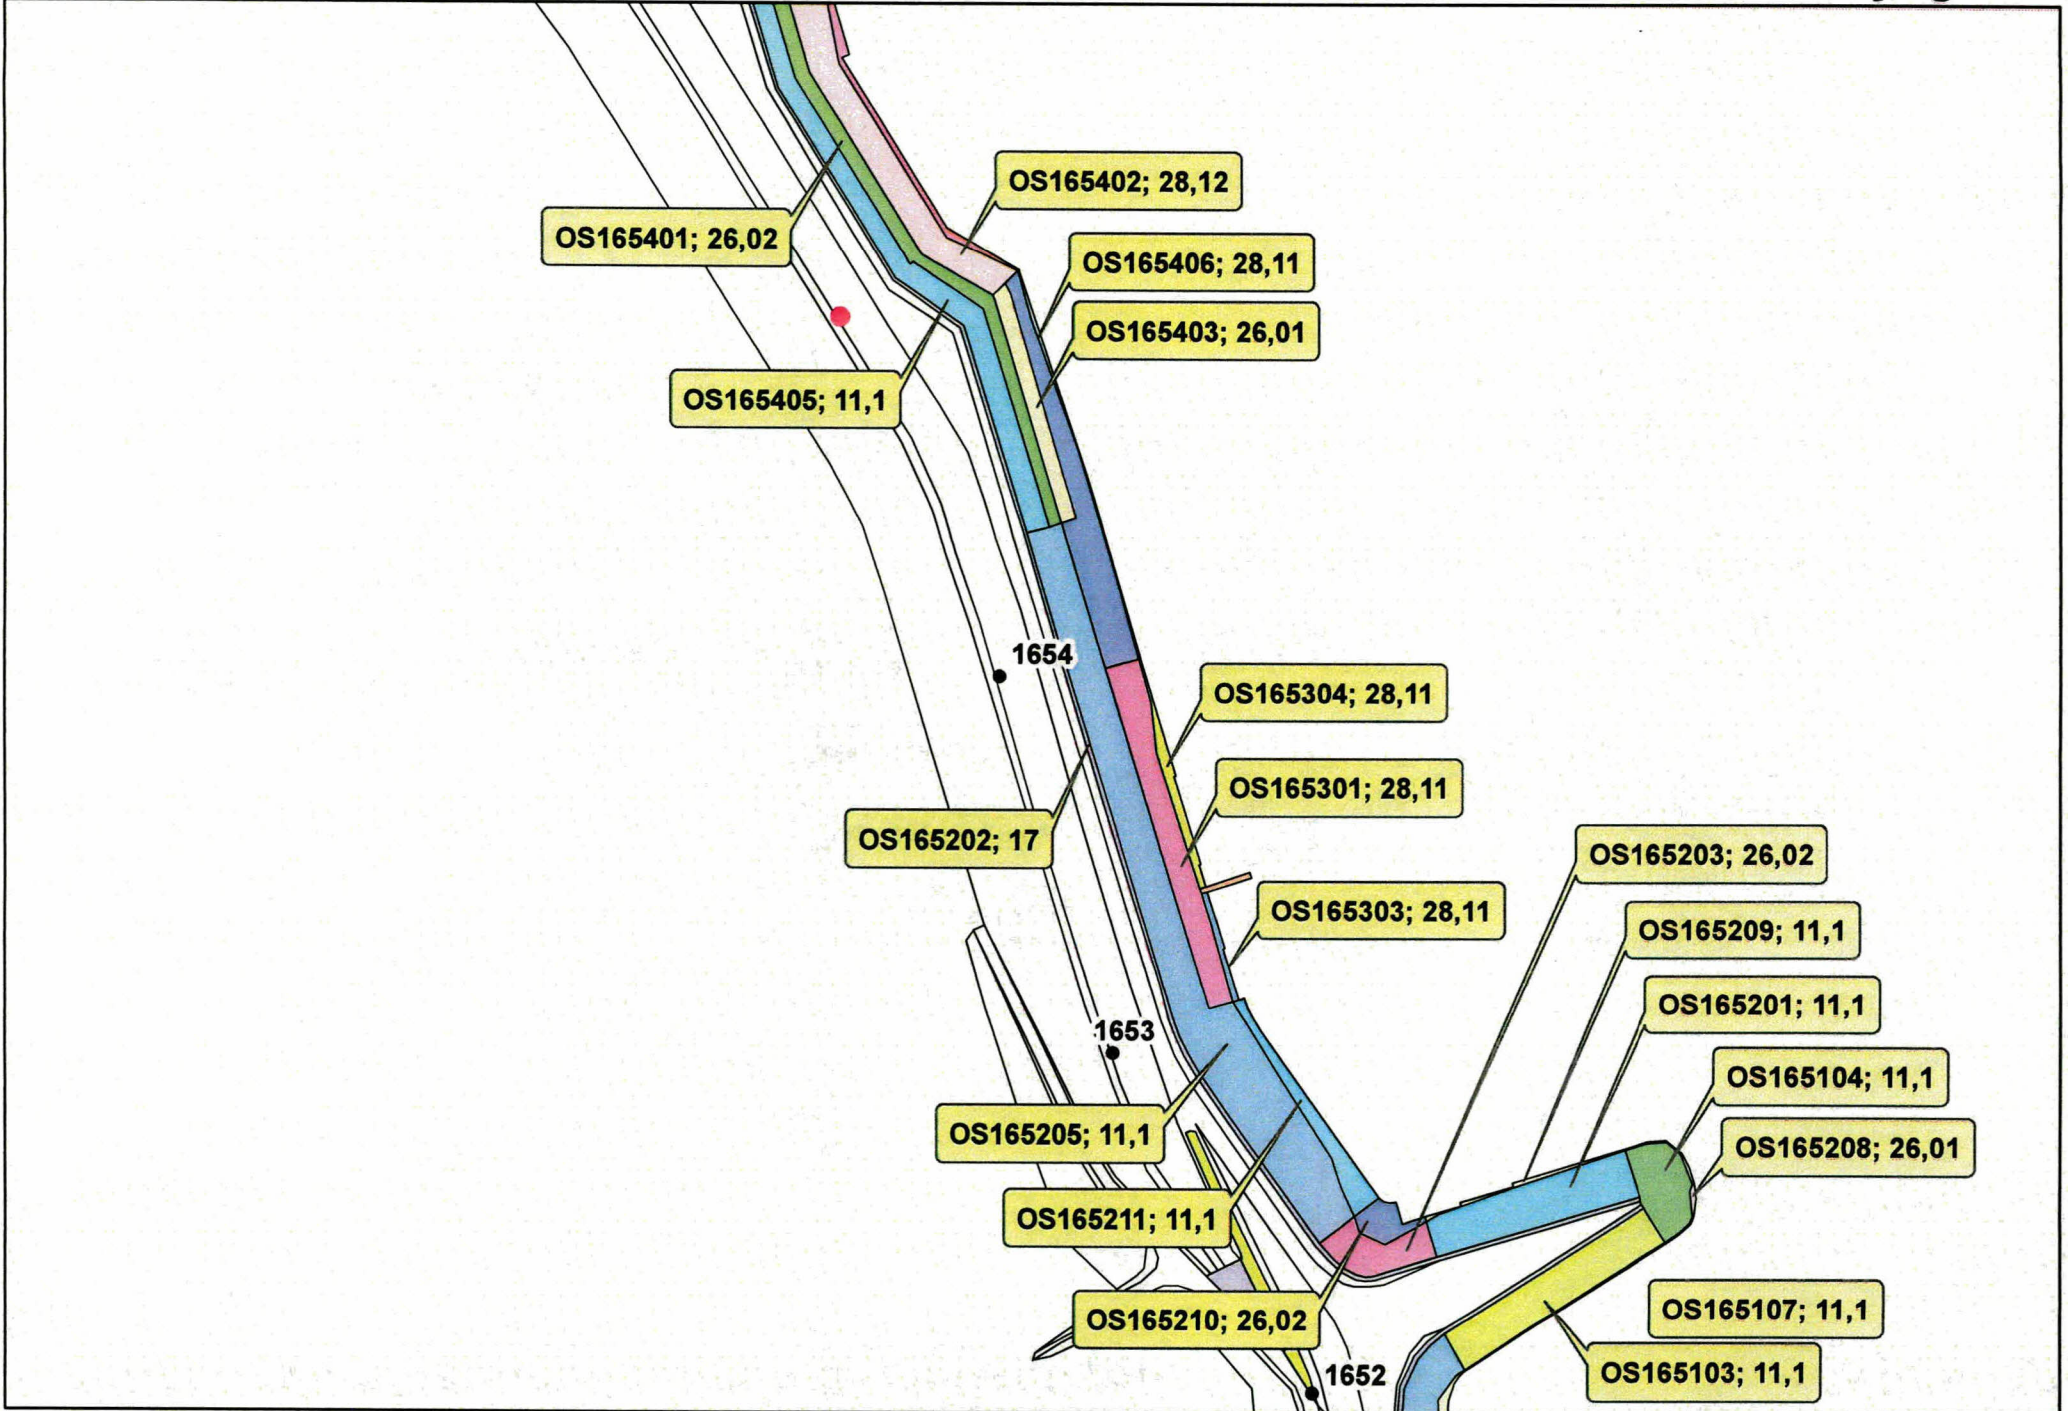 OS165402; 28,12
OS165401; 26,02
OS165406; 28,11
OS165403; 26,01
OS165405; 11,1
1654
OS165304; 28,11
OS165301; 28,11
OS165202; 17
OS165203; 26,02
OS165303; 28,11
OS165209; 11,1
OS165201; 11,1
1653
OS165104; 11,1
OS165205; 11,1
OS165208; 26,01
OS165211; 11,1
OS165107; 11,1
OS165210; 26,02
OS165103; 11,1
1652